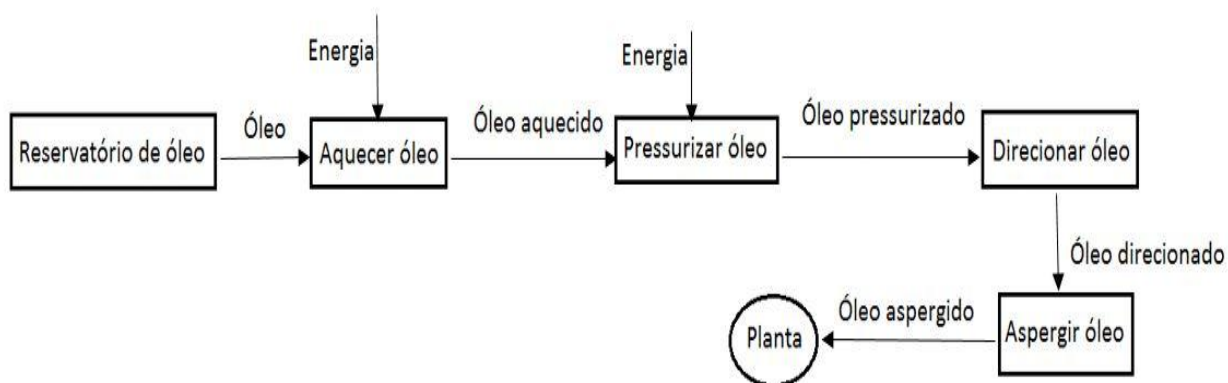 Energia
Energia
Reservatório de óleo
Óleo
Aquecer óleo
Óleo aquecido
Pressurizar óleo
Óleo pressurizado
Direcionar óleo
Óleo direcionado
Aspergir óleo
Óleo aspergido
Planta